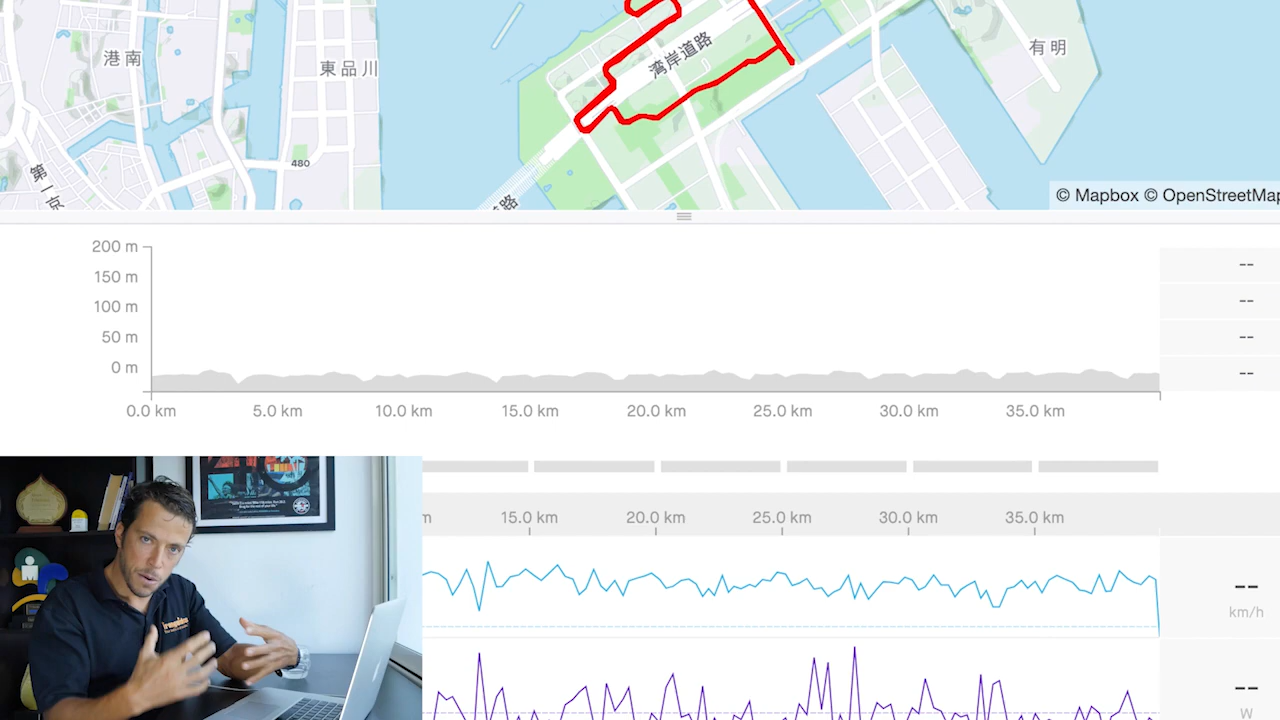 港南
東品川
湾岸道路
有明
第一京
480
路
© Mapbox © OpenStreetMap
200 m
150 m
100 m
50 m
0 m
--
--
--
--
0.0 km
5.0 km
10.0 km
15.0 km
20.0 km
25.0 km
30.0 km
35.0 km
m
15.0 km
20.0 km
25.0 km
30.0 km
35.0 km
--
km/h
--
W